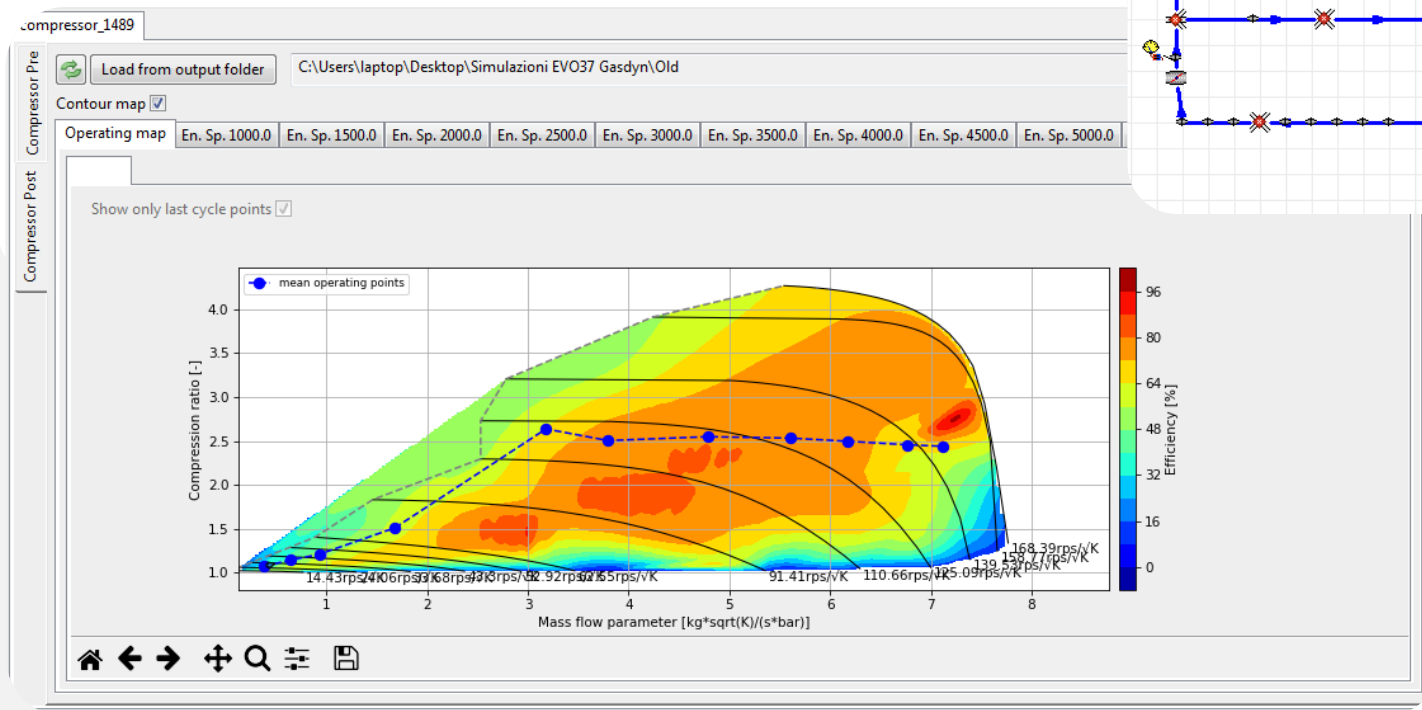 compressor_1489
Compressor Pre
Compressor Post
Load from output folder
C:\Users\laptop\Desktop\Simulazioni EVO37 Gasdyn\Old
Contour map
Operating map
En. Sp. 1000.0
En. Sp. 1500.0
En. Sp. 2000.0
En. Sp. 2500.0
En. Sp. 3000.0
En. Sp. 3500.0
En. Sp. 4000.0
En. Sp. 4500.0
En. Sp. 5000.0
Show only last cycle points
mean operating points
Compression ratio [-]
4.0
3.5
3.0
2.5
2.0
1.5
1.0
14.43rps/√K
91.41rps/√K
110.66rps/√K
125.09rps/√K
139.53rps/√K
158.77rps/√K
168.39rps/√K
1 2 3 4 5 6 7 8
Mass flow parameter [kg*sqrt(K)/(s*bar)]
96
80
64
48
32
16
0
Efficiency [%]